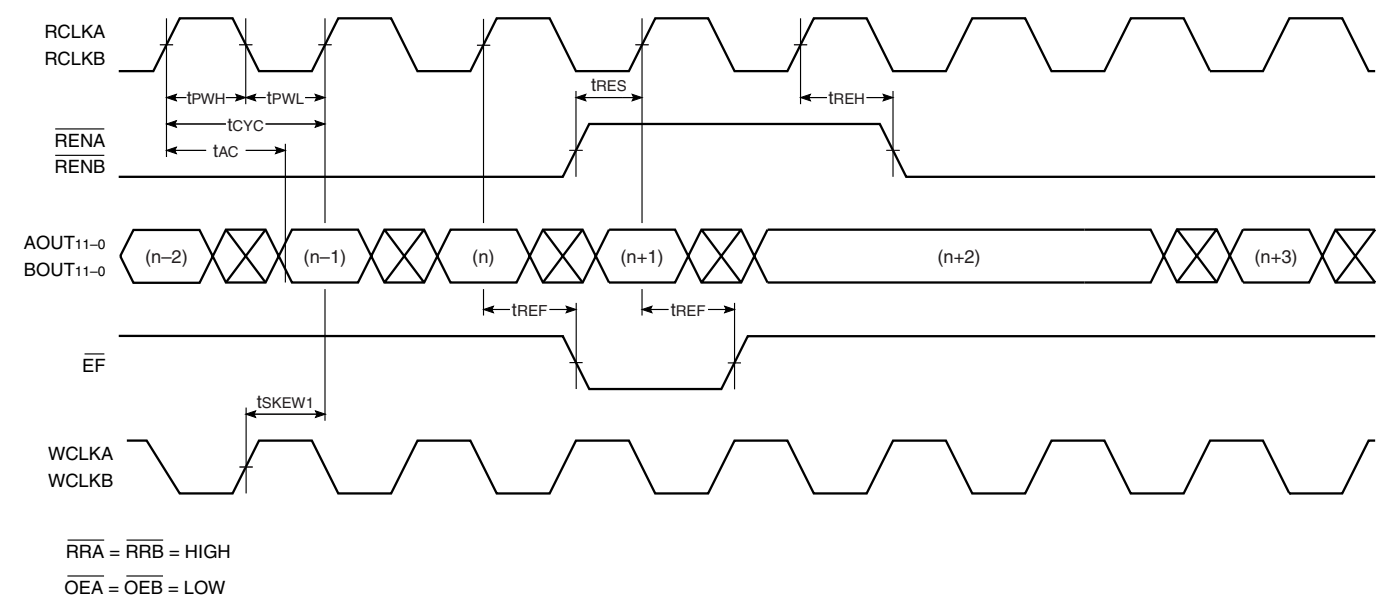 RCLKA
RCLKB
tPWH
tPWL
tRES
tREH
tCYC
RENA
RENB
tAC
AOUT11–0
BOUT11–0
(n–2)
(n–1)
(n)
(n+1)
(n+2)
(n+3)
tREF
tREF
EF
tSKEW1
WCLKA
WCLKB
RRA = RRB = HIGH
OEA = OEB = LOW